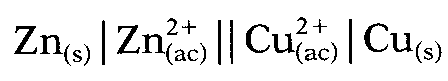 Zn₍s₎ | Zn²⁺₍ac₎ || Cu²⁺₍ac₎ | Cu₍s₎